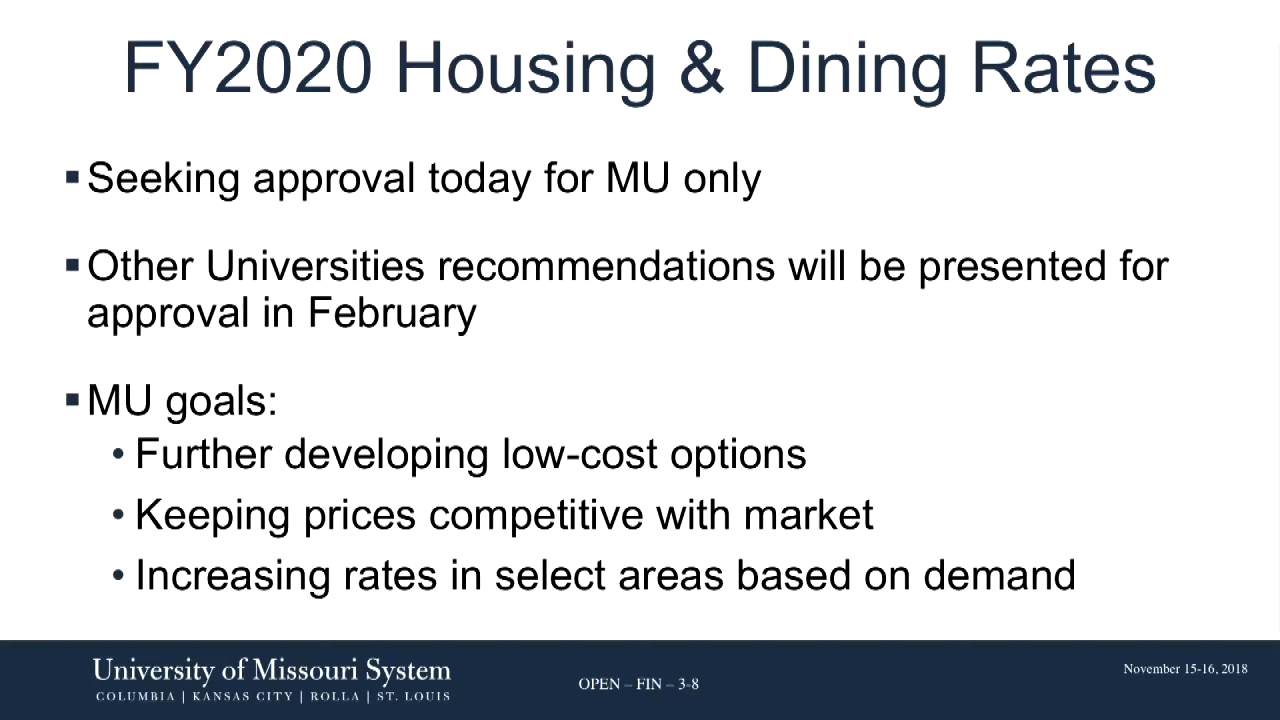 FY2020 Housing & Dining Rates
▪ Seeking approval today for MU only
▪ Other Universities recommendations will be presented for
approval in February
▪ MU goals:
• Further developing low-cost options
• Keeping prices competitive with market
• Increasing rates in select areas based on demand
University of Missouri System
COLUMBIA | KANSAS CITY | ROLLA | ST. LOUIS
OPEN – FIN – 3-8
November 15-16, 2018